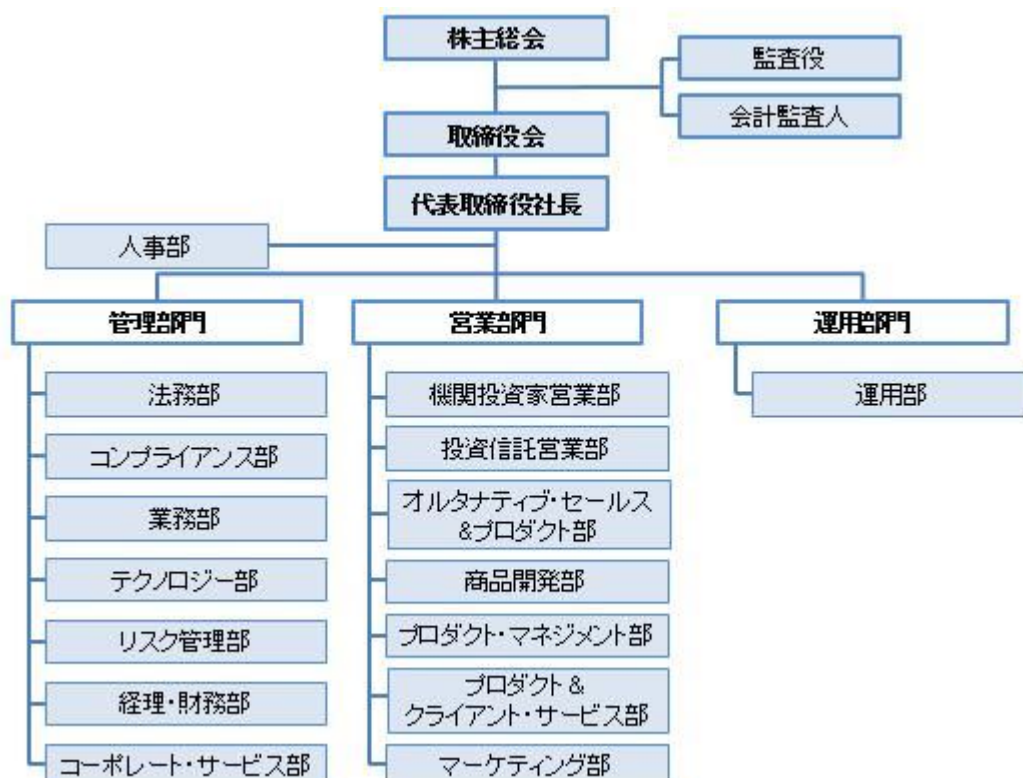 株主総会
監査役
会計監査人
取締役会
代表取締役社長
人事部
管理部門
営業部門
運用部門
法務部
コンプライアンス部
業務部
テクノロジー部
リスク管理部
経理・財務部
コーポレート・サービス部
機関投資家営業部
投資信託営業部
オルタナティブ・セールス
&プロダクト部
商品開発部
プロダクト・マネジメント部
プロダクト &
クライアント・サービス部
マーケティング部
運用部